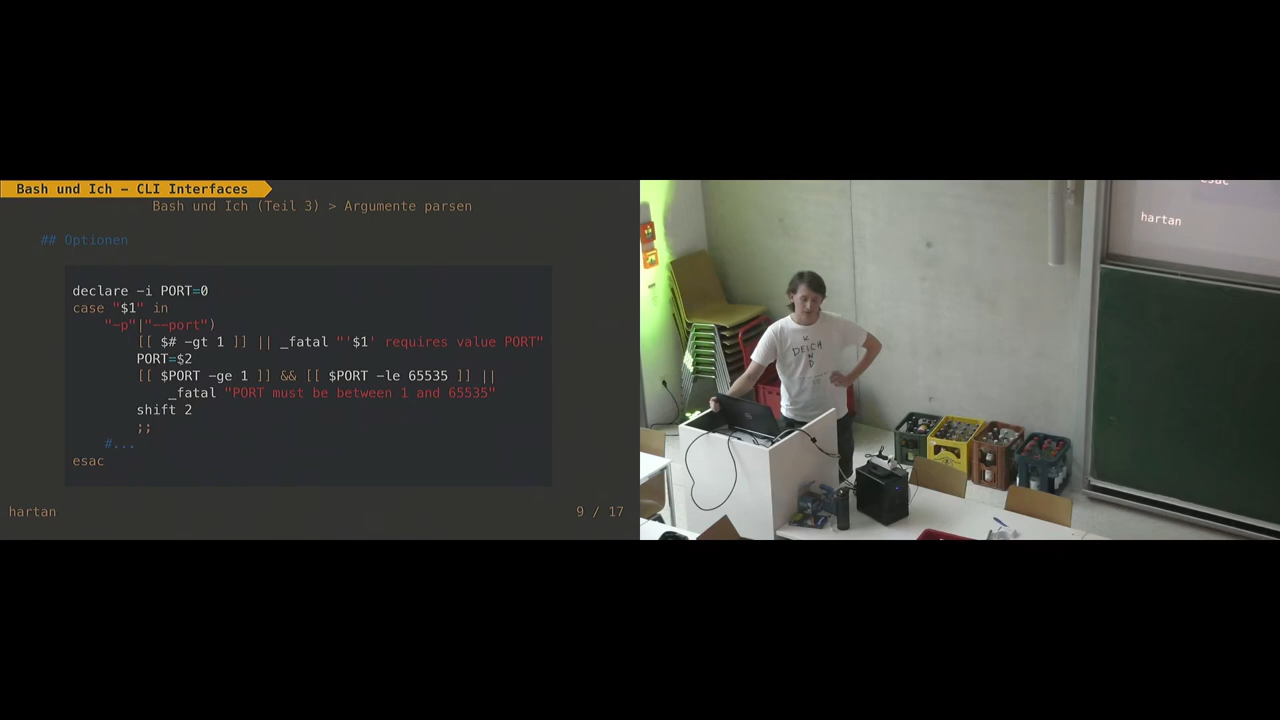 Bash und Ich - CLI Interfaces
Bash und Ich (Teil 3) > Argumente parsen
## Optionen
declare -i PORT=0
case "$1" in
"-p"|"--port")
[[ $# -gt 1 ]] || _fatal "'$1' requires value PORT"
PORT=$2
[[ $PORT -ge 1 ]] && [[ $PORT -le 65535 ]] ||
_fatal "PORT must be between 1 and 65535"
shift 2
;;
#...
esac
hartan
9 / 17
esac
hartan
DEICH
KIND